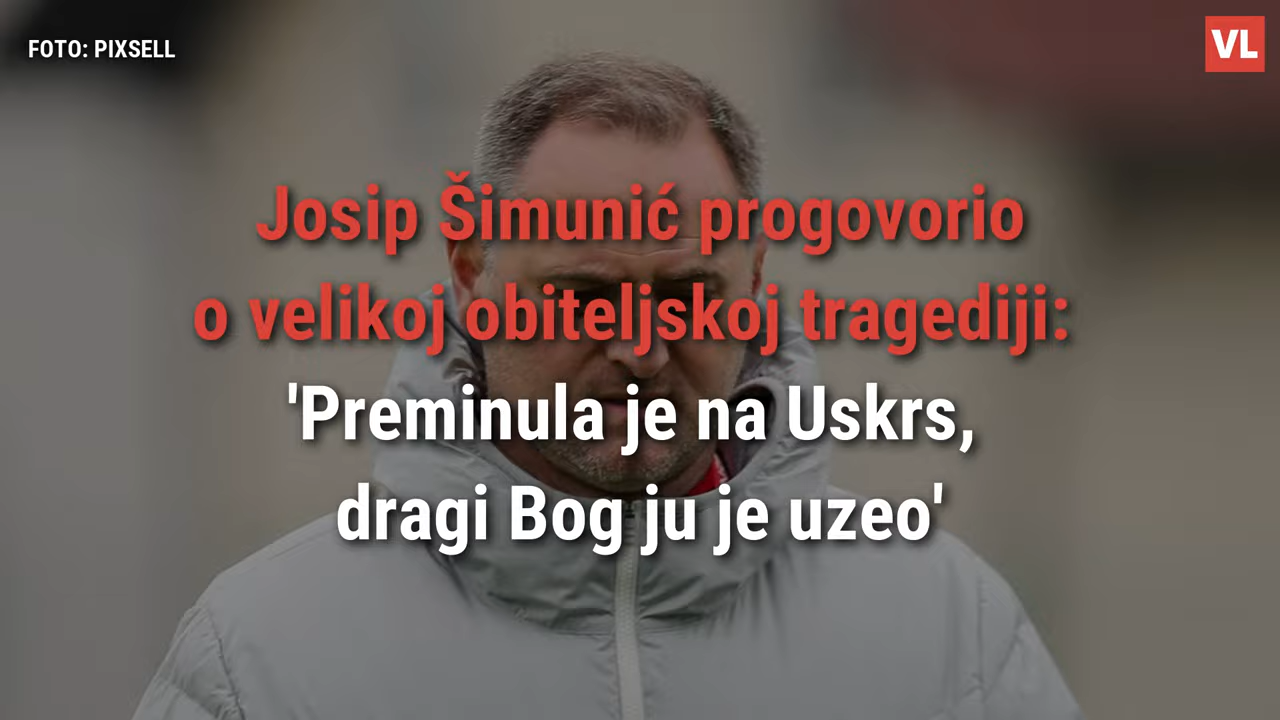 FOTO: PIXSELL
VL
Josip Šimunić progovorio
o velikoj obiteljskoj tragediji:
'Preminula je na Uskrs,
dragi Bog ju je uzeo'